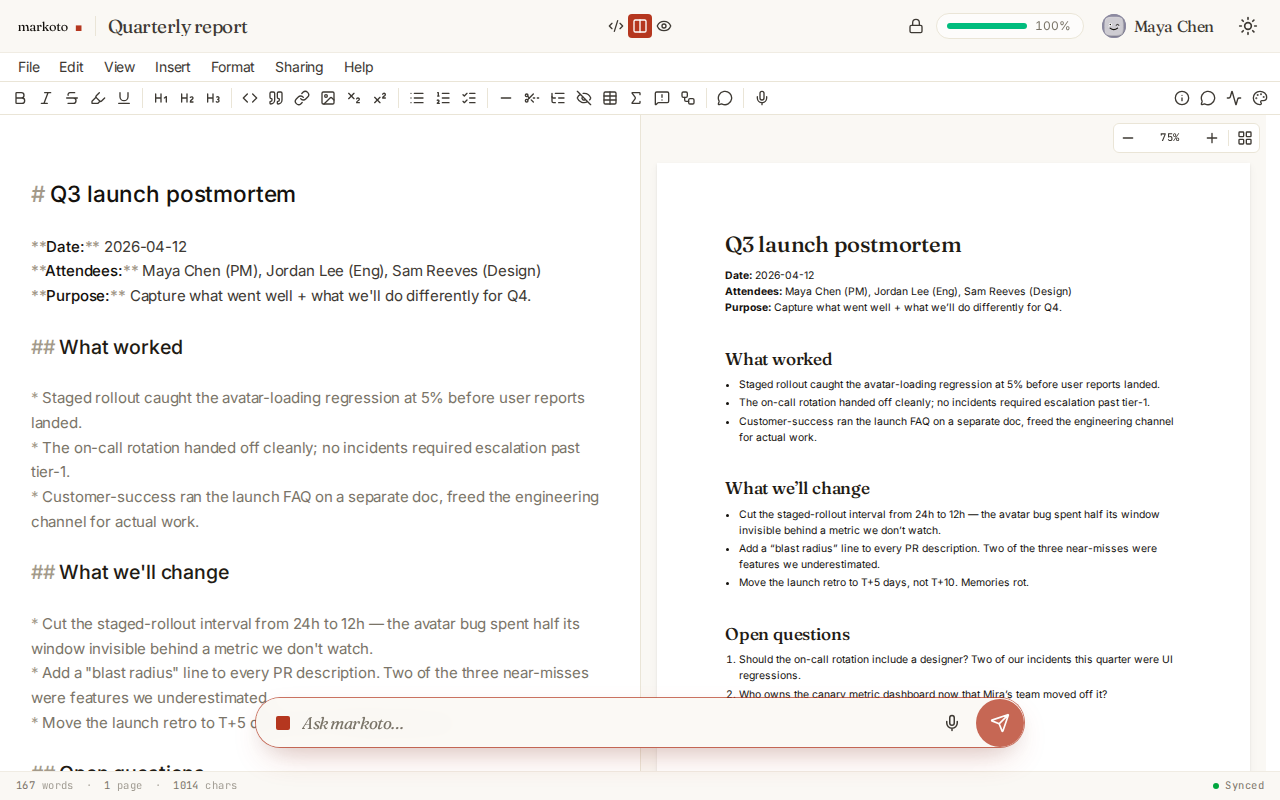 markoto
Quarterly report
100%
Maya Chen
File Edit View Insert Format Sharing Help
H1 H2 H3
75%
# Q3 launch postmortem
**Date:** 2026-04-12
**Attendees:** Maya Chen (PM), Jordan Lee (Eng), Sam Reeves (Design)
**Purpose:** Capture what went well + what we'll do differently for Q4.
## What worked
* Staged rollout caught the avatar-loading regression at 5% before user reports
landed.
* The on-call rotation handed off cleanly; no incidents required escalation past
tier-1.
* Customer-success ran the launch FAQ on a separate doc, freed the engineering
channel for actual work.
## What we'll change
* Cut the staged-rollout interval from 24h to 12h — the avatar bug spent half its
window invisible behind a metric we don't watch.
* Add a "blast radius" line to every PR description. Two of the three near-misses
were features we underestimated
* Move the launch retro to T+5
## Open questions
Q3 launch postmortem
Date: 2026-04-12
Attendees: Maya Chen (PM), Jordan Lee (Eng), Sam Reeves (Design)
Purpose: Capture what went well + what we’ll do differently for Q4.
What worked
• Staged rollout caught the avatar-loading regression at 5% before user reports landed.
• The on-call rotation handed off cleanly; no incidents required escalation past tier-1.
• Customer-success ran the launch FAQ on a separate doc, freed the engineering channel
for actual work.
What we’ll change
• Cut the staged-rollout interval from 24h to 12h — the avatar bug spent half its window
invisible behind a metric we don’t watch.
• Add a “blast radius” line to every PR description. Two of the three near-misses were
features we underestimated.
• Move the launch retro to T+5 days, not T+10. Memories rot.
Open questions
1. Should the on-call rotation include a designer? Two of our incidents this quarter were UI
regressions.
2. Who owns the canary metric dashboard now that Mira’s team moved off it?
Ask markoto...
167 words · 1 page · 1014 chars
Synced